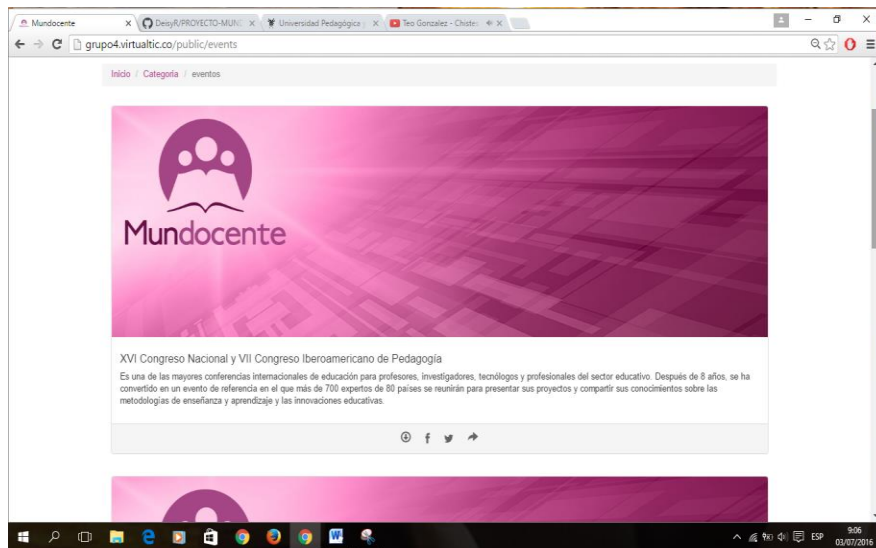 Mundocente
DeisyR/PROYECTO-MUND
Universidad Pedagógica
Teo Gonzalez - Chiste
grupo4.virtualtic.co/public/events
Inicio / Categoria / eventos
Mundocente
XVI Congreso Nacional y VII Congreso Iberoamericano de Pedagogía
Es una de las mayores conferencias internacionales de educación para profesores, investigadores, tecnólogos y profesionales del sector educativo. Después de 8 años, se ha
convertido en un evento de referencia en el que más de 700 expertos de 80 países se reunirán para presentar sus proyectos y compartir sus conocimientos sobre las
metodologías de enseñanza y aprendizaje y las innovaciones educativas.
ESP
9:06
03/07/2016